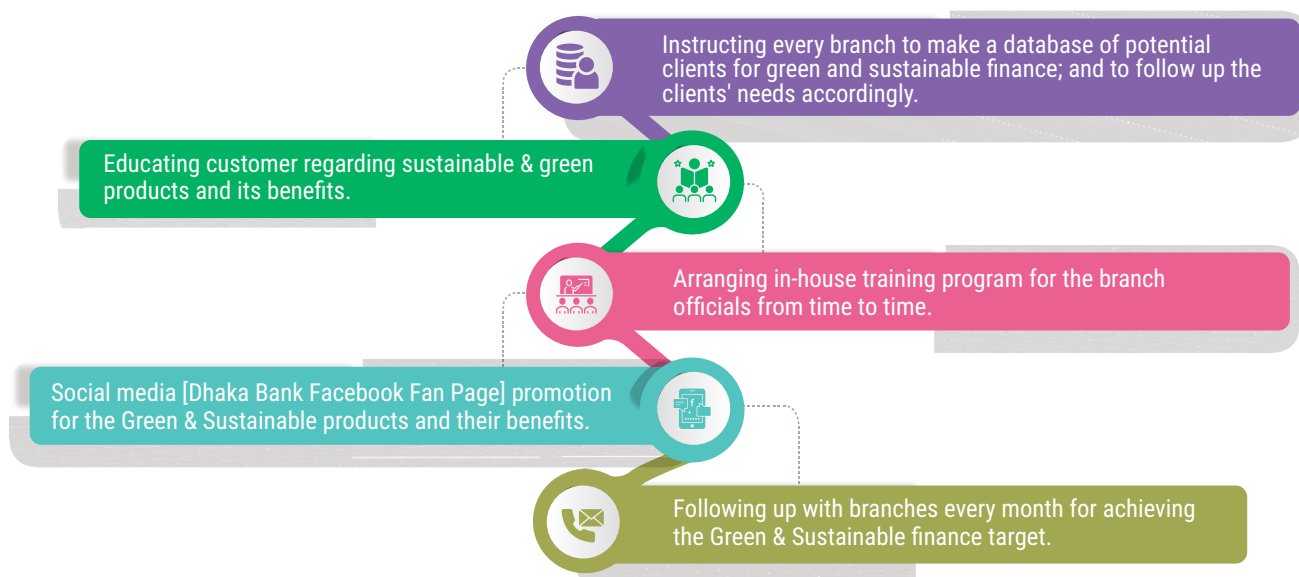 Instructing every branch to make a database of potential
clients for green and sustainable finance; and to follow up the
clients' needs accordingly.
Educating customer regarding sustainable & green
products and its benefits.
Arranging in-house training program for the branch
officials from time to time.
Social media [Dhaka Bank Facebook Fan Page] promotion
for the Green & Sustainable products and their benefits.
Following up with branches every month for achieving
the Green & Sustainable finance target.